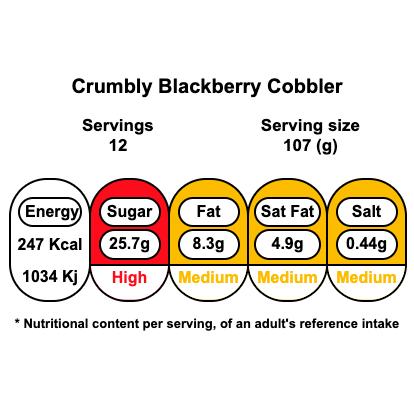 Crumbly Blackberry Cobbler
Servings
12
Serving size
107 (g)
Energy
247 Kcal
1034 Kj
Sugar
25.7g
High
Fat
8.3g
Medium
Sat Fat
4.9g
Medium
Salt
0.44g
Medium
* Nutritional content per serving, of an adult's reference intake